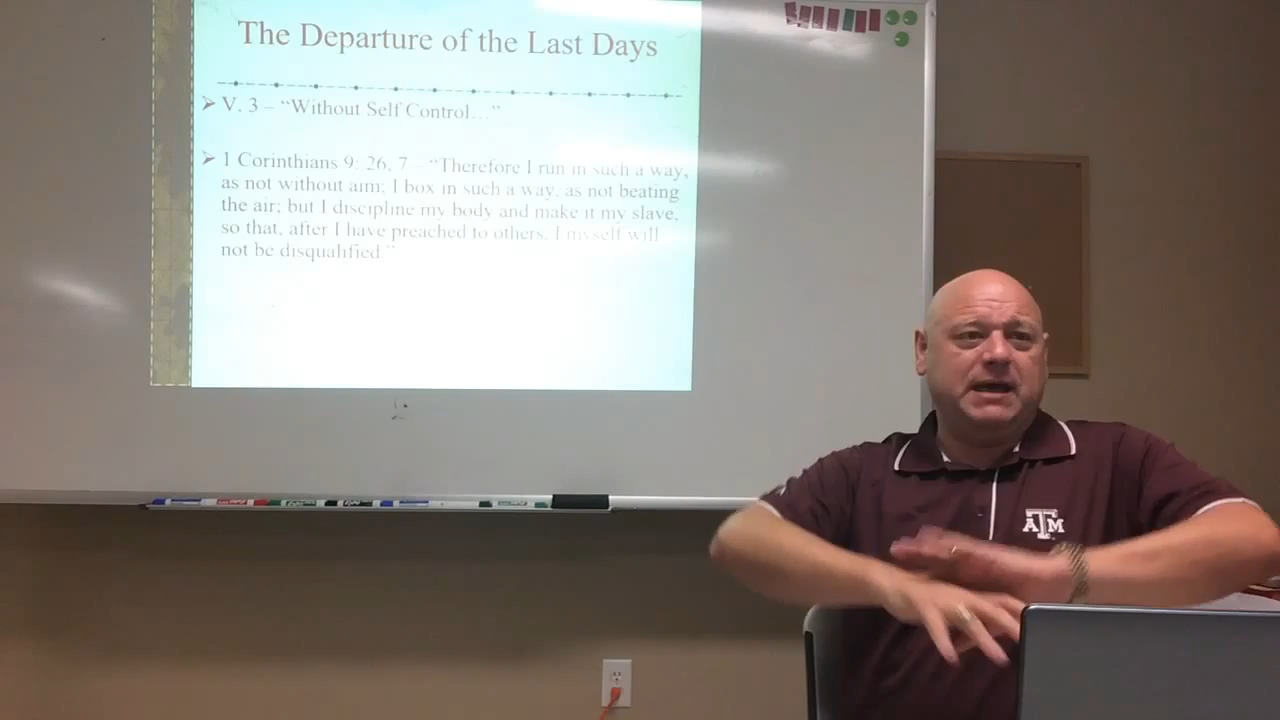 The Departure of the Last Days
V. 3 – “Without Self Control…”
1 Corinthians 9: 26, 7 – “Therefore I run in such a way,
as not without aim; I box in such a way, as not beating
the air; but I discipline my body and make it my slave,
so that, after I have preached to others, I myself will
not be disqualified.”
ATM